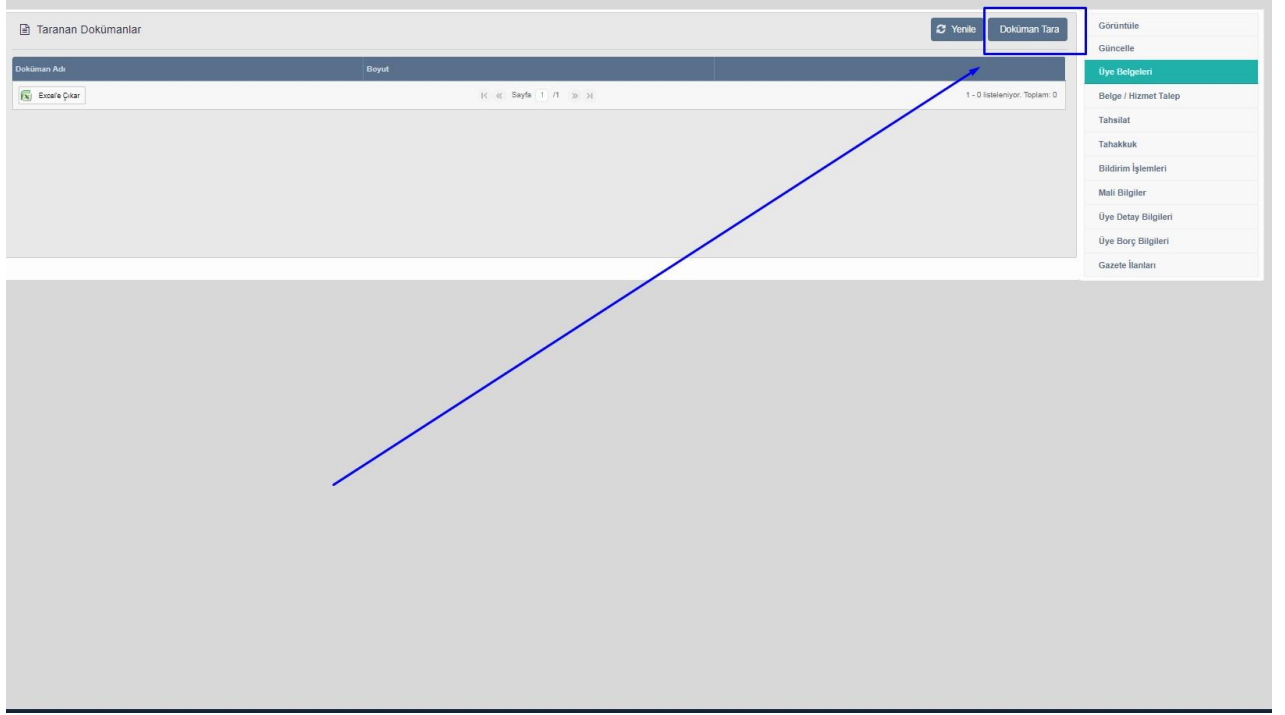 Taranan Dokümanlar
Yenile
Doküman Tara
Doküman Adı
Boyut
Excel'e Çıkar
Sayfa 1 /1
1 - 0 listeleniyor. Toplam: 0
Görüntüle
Güncelle
Üye Belgeleri
Belge / Hizmet Talep
Tahsilat
Tahakkuk
Bildirim İşlemleri
Mali Bilgiler
Üye Detay Bilgileri
Üye Borç Bilgileri
Gazete İlanları